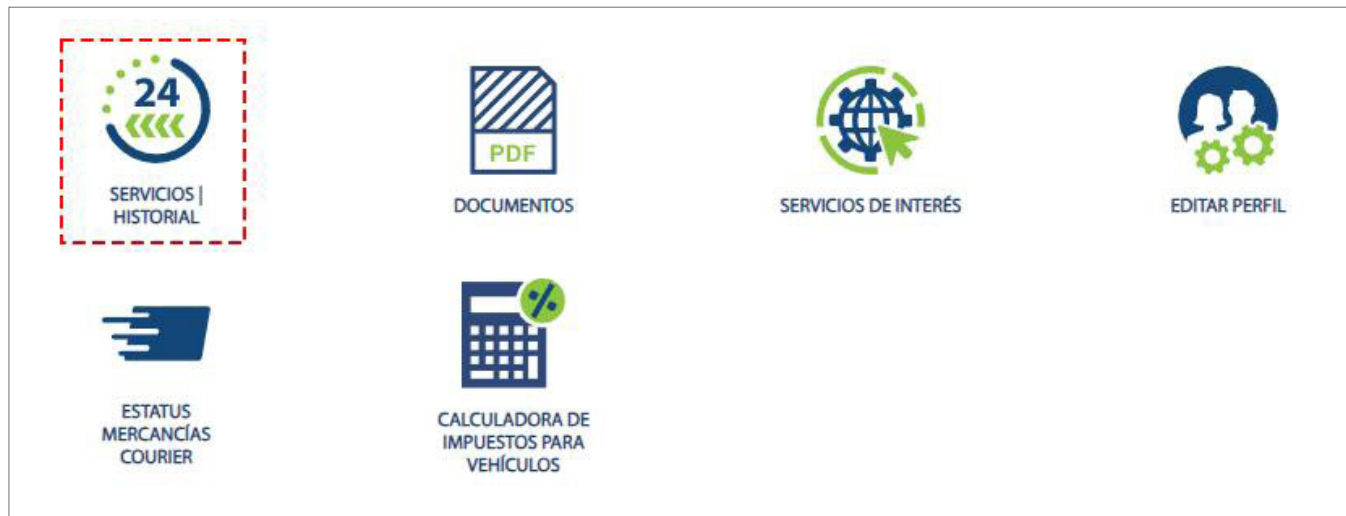 24
SERVICIOS |
HISTORIAL
PDF
DOCUMENTOS
SERVICIOS DE INTERÉS
EDITAR PERFIL
ESTATUS
MERCANCÍAS
COURIER
%
CALCULADORA DE
IMPUESTOS PARA
VEHÍCULOS